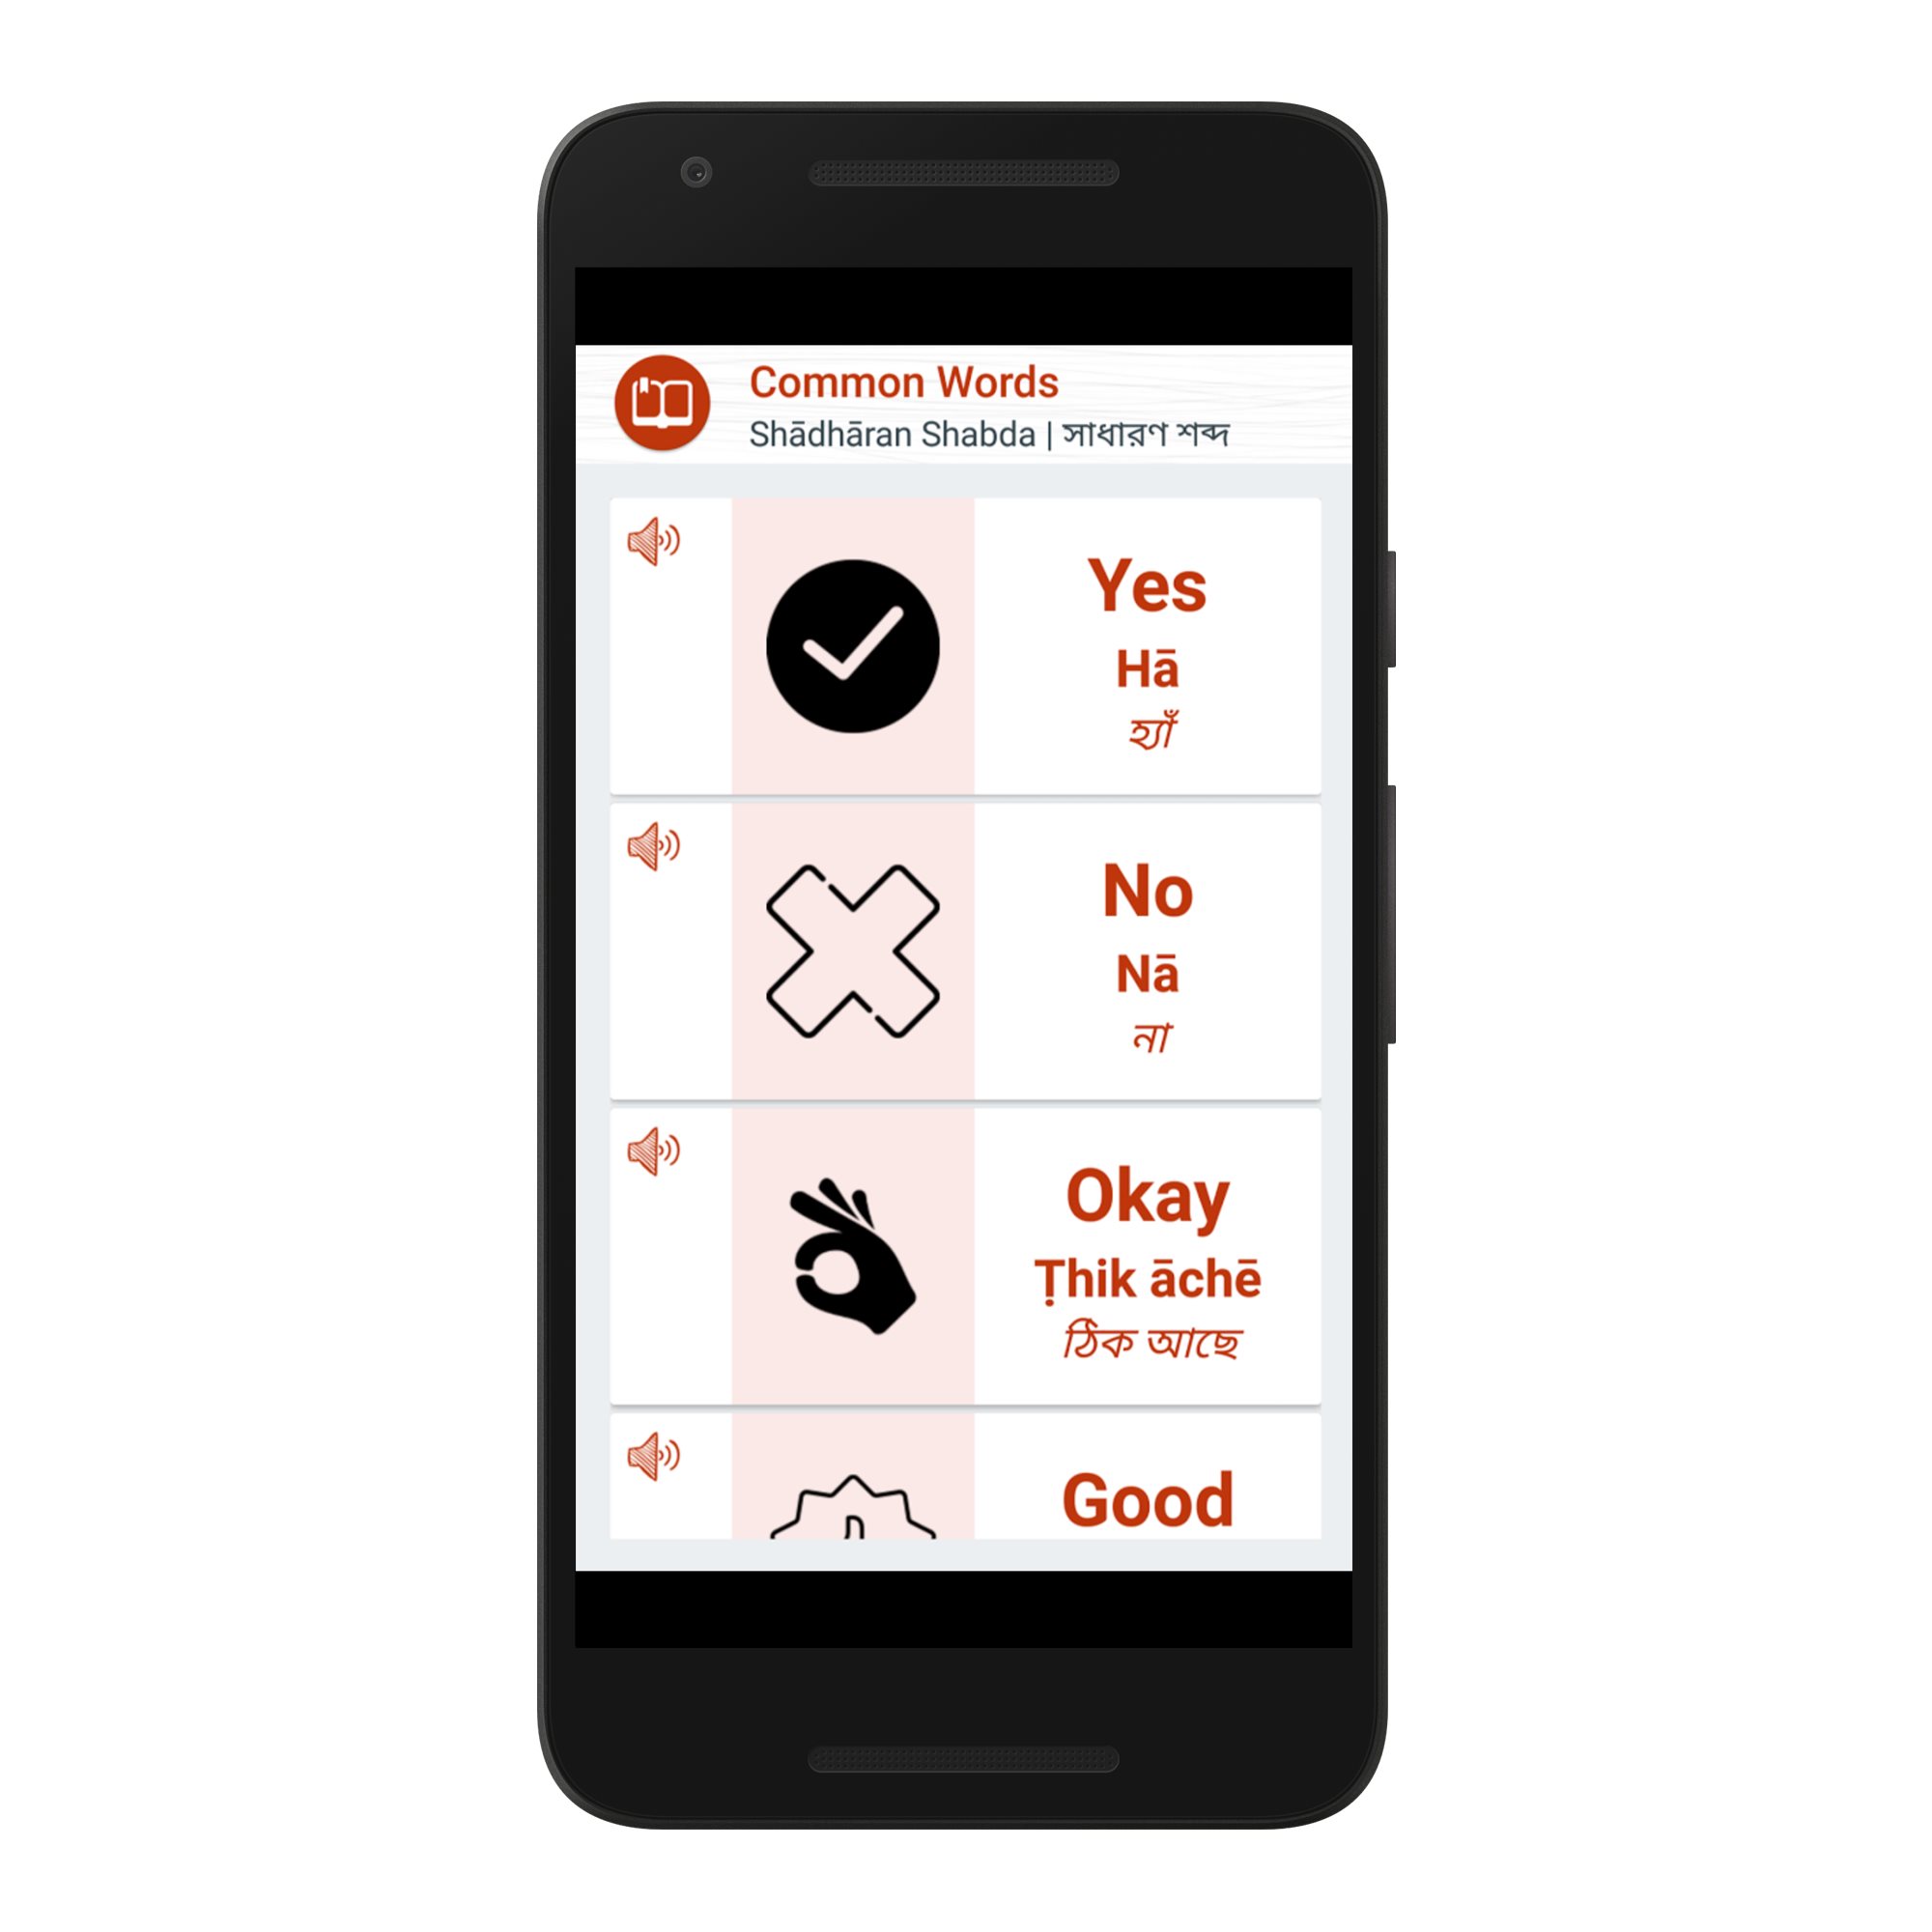 Common Words
Shādhāran Shabda | সাধারণ শব্দ
Yes
Hā
হ্যাঁ
No
Nā
না
Okay
Ṭhik āchē
ঠিক আছে
Good